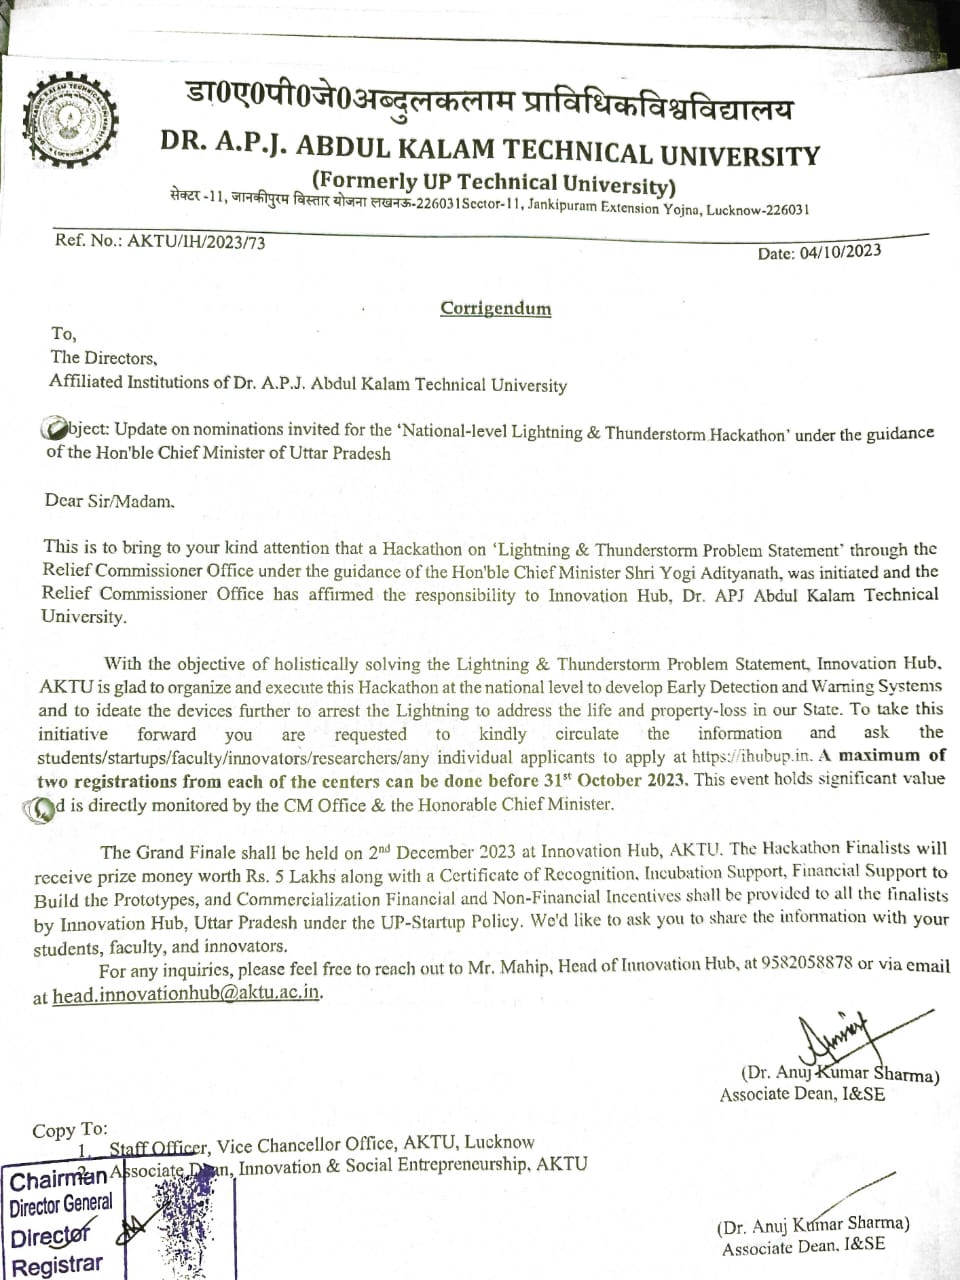 डा0ए0पी0जे0अब्दुलकलाम प्राविधिकविश्वविद्यालय
DR. A.P.J. ABDUL KALAM TECHNICAL UNIVERSITY
(Formerly UP Technical University)
सेक्टर -11, जानकीपुरम विस्तार योजना लखनऊ-226031Sector-11, Jankipuram Extension Yojna, Lucknow-226031
Ref. No.: AKTU/IH/2023/73
Date: 04/10/2023
Corrigendum
To,
The Directors,
Affiliated Institutions of Dr. A.P.J. Abdul Kalam Technical University
bject: Update on nominations invited for the 'National-level Lightning & Thunderstorm Hackathon' under the guidance
of the Hon'ble Chief Minister of Uttar Pradesh
Dear Sir/Madam,
This is to bring to your kind attention that a Hackathon on 'Lightning & Thunderstorm Problem Statement' through the
Relief Commissioner Office under the guidance of the Hon'ble Chief Minister Shri Yogi Adityanath, was initiated and the
Relief Commissioner Office has affirmed the responsibility to Innovation Hub, Dr. APJ Abdul Kalam Technical
University.
With the objective of holistically solving the Lightning & Thunderstorm Problem Statement, Innovation Hub,
AKTU is glad to organize and execute this Hackathon at the national level to develop Early Detection and Warning Systems
and to ideate the devices further to arrest the Lightning to address the life and property-loss in our State. To take this
initiative forward you are requested to kindly circulate the information and ask the
students/startups/faculty/innovators/researchers/any individual applicants to apply at https://ihubup.in. A maximum of
two registrations from each of the centers can be done before 31st October 2023. This event holds significant value
d is directly monitored by the CM Office & the Honorable Chief Minister.
The Grand Finale shall be held on 2nd December 2023 at Innovation Hub, AKTU. The Hackathon Finalists will
receive prize money worth Rs. 5 Lakhs along with a Certificate of Recognition, Incubation Support, Financial Support to
Build the Prototypes, and Commercialization Financial and Non-Financial Incentives shall be provided to all the finalists
by Innovation Hub, Uttar Pradesh under the UP-Startup Policy. We'd like to ask you to share the information with your
students, faculty, and innovators.
For any inquiries, please feel free to reach out to Mr. Mahip, Head of Innovation Hub, at 9582058878 or via email
at head.innovationhub@aktu.ac.in.
(Dr. Anuj Kumar Sharma)
Associate Dean, I&SE
Copy To:
1. Staff Officer, Vice Chancellor Office, AKTU, Lucknow
2. Associate Dean, Innovation & Social Entrepreneurship, AKTU
Chairman
Director General
Director
Registrar
(Dr. Anuj Kumar Sharma)
Associate Dean, I&SE